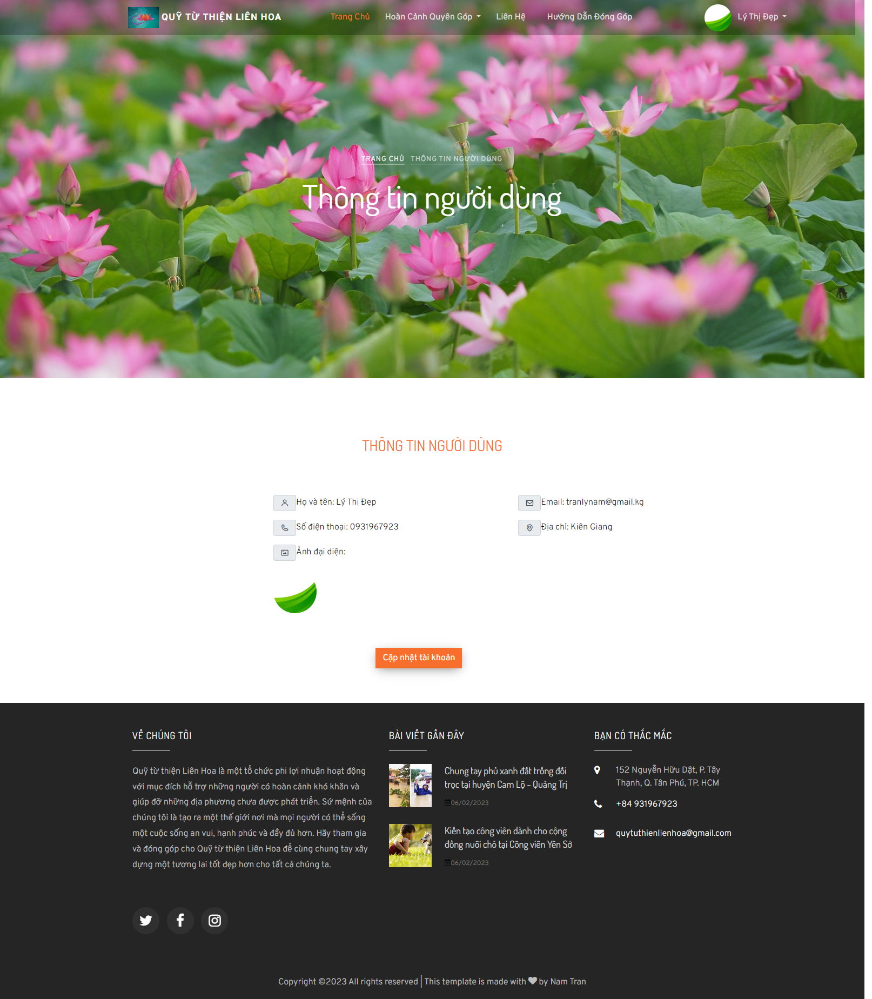 QUỸ TỪ THIỆN LIÊN HOA
Trang Chủ
Hoàn Cảnh Quyên Góp
Liên Hệ
Hướng Dẫn Đóng Góp
Lý Thị Đẹp
TRANG CHỦ THÔNG TIN NGƯỜI DÙNG
Thông tin người dùng
THÔNG TIN NGƯỜI DÙNG
Họ và tên: Lý Thị Đẹp
Email: tranlynam@gmail.kg
Số điện thoại: 0931967923
Địa chỉ: Kiên Giang
Ảnh đại diện:
Cập nhật tài khoản
VỀ CHÚNG TÔI
Quỹ từ thiện Liên Hoa là một tổ chức phi lợi nhuận hoạt động
với mục đích hỗ trợ những người có hoàn cảnh khó khăn và
giúp đỡ những địa phương chưa được phát triển. Sứ mệnh của
chúng tôi là tạo ra một thế giới nơi mà mọi người có thể sống
một cuộc sống an vui, hạnh phúc và đầy đủ hơn. Hãy tham gia
và đóng góp cho Quỹ từ thiện Liên Hoa để cùng chung tay xây
dựng một tương lai tốt đẹp hơn cho tất cả chúng ta.
BÀI VIẾT GẦN ĐÂY
Chung tay phủ xanh đất trống đồi
trọc tại huyện Cam Lộ - Quảng Trị
06/02/2023
Kiến tạo công viên dành cho cộng
đồng nuôi chó tại Công viên Yên Sở
06/02/2023
BẠN CÓ THẮC MẮC
152 Nguyễn Hữu Dật, P. Tây
Thạnh, Q. Tân Phú, TP. HCM
+84 931967923
quytuthienlienhoa@gmail.com
Copyright ©2023 All rights reserved | This template is made with ♥ by Nam Tran